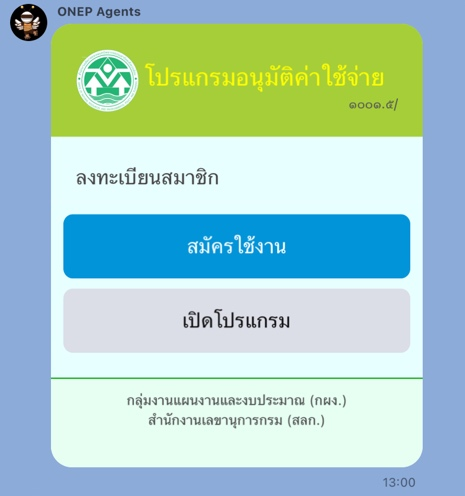 ONEP Agents
โปรแกรมอนุมัติค่าใช้จ่าย
๑๐๐๑.๕/
ลงทะเบียนสมาชิก
สมัครใช้งาน
เปิดโปรแกรม
กลุ่มงานแผนงานและงบประมาณ (กผง.)
สำนักงานเลขานุการกรม (สลก.)
13:00